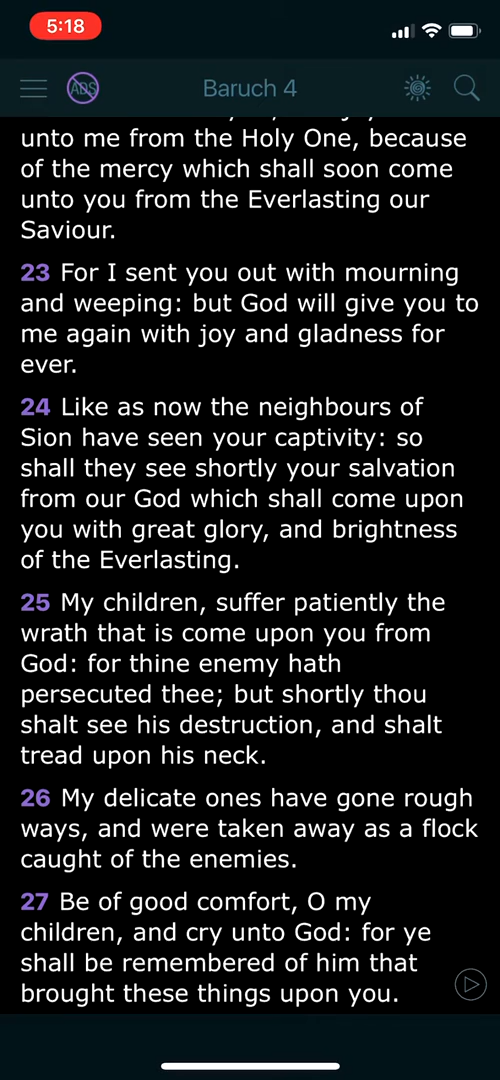 5:18
ADS
Baruch 4
unto me from the Holy One, because
of the mercy which shall soon come
unto you from the Everlasting our
Saviour.
23 For I sent you out with mourning
and weeping: but God will give you to
me again with joy and gladness for
ever.
24 Like as now the neighbours of
Sion have seen your captivity: so
shall they see shortly your salvation
from our God which shall come upon
you with great glory, and brightness
of the Everlasting.
25 My children, suffer patiently the
wrath that is come upon you from
God: for thine enemy hath
persecuted thee; but shortly thou
shalt see his destruction, and shalt
tread upon his neck.
26 My delicate ones have gone rough
ways, and were taken away as a flock
caught of the enemies.
27 Be of good comfort, O my
children, and cry unto God: for ye
shall be remembered of him that
brought these things upon you.